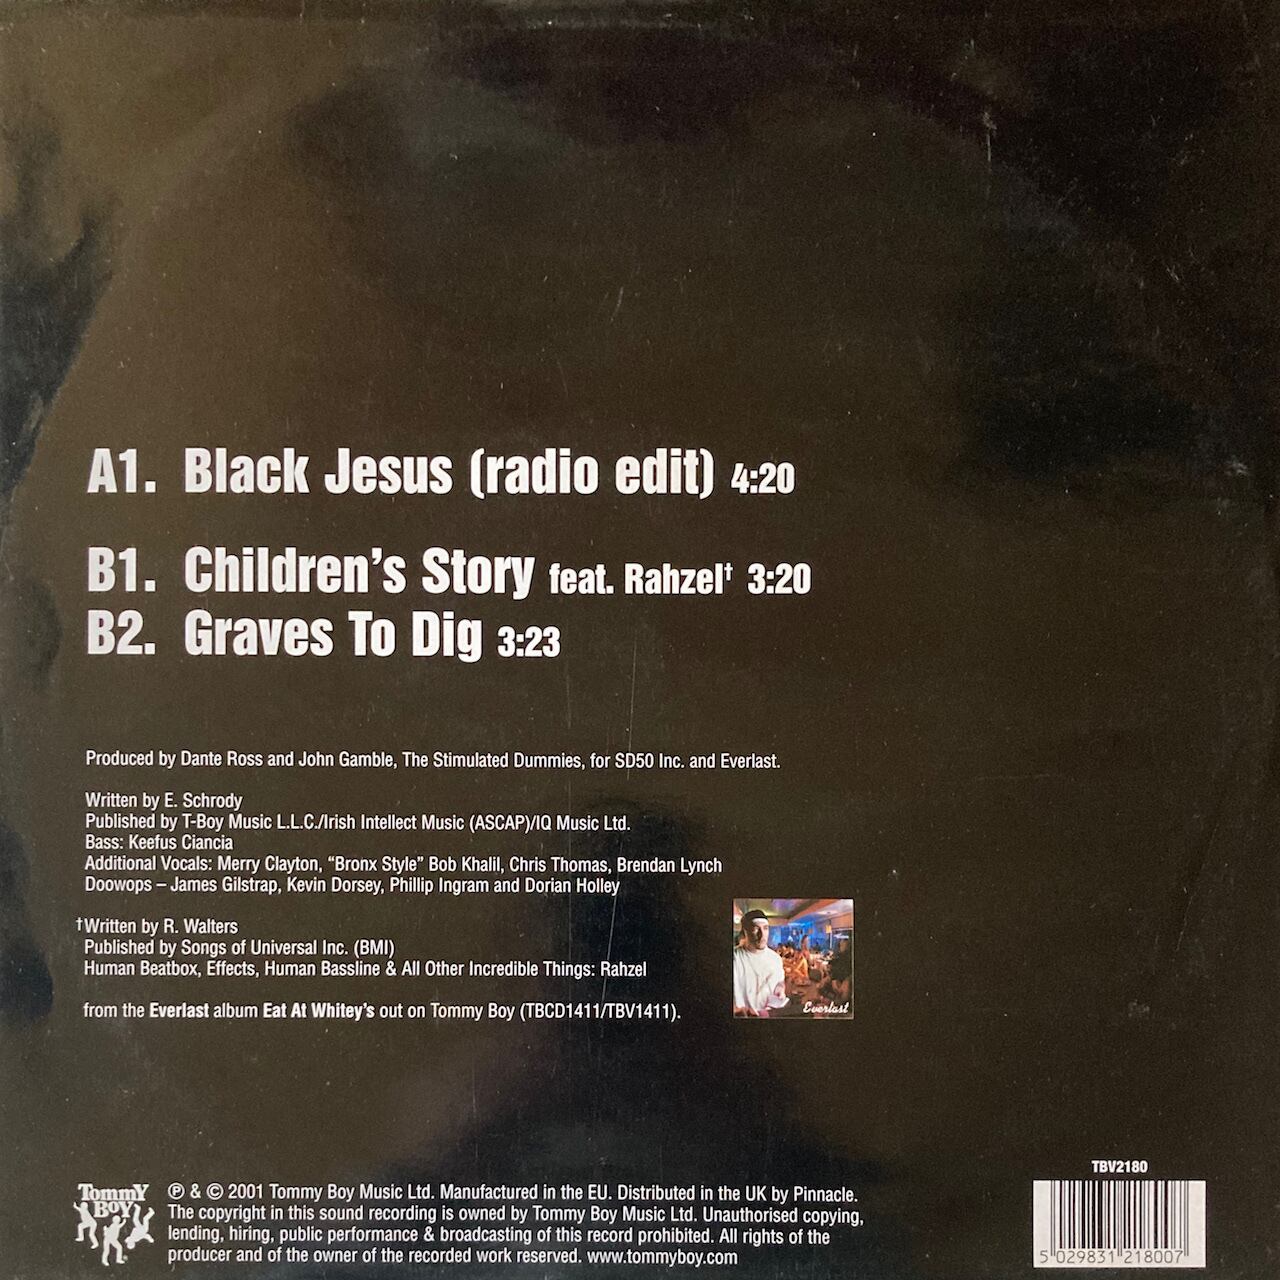 A1. Black Jesus (radio edit) 4:20
B1. Children's Story feat. Rahzel† 3:20
B2. Graves To Dig 3:23
Produced by Dante Ross and John Gamble, The Stimulated Dummies, for SD50 Inc. and Everlast.
Written by E. Schrody
Published by T-Boy Music L.L.C./Irish Intellect Music (ASCAP)/IQ Music Ltd.
Bass: Keefus Ciancia
Additional Vocals: Merry Clayton, “Bronx Style” Bob Khalil, Chris Thomas, Brendan Lynch
Doowops – James Gilstrap, Kevin Dorsey, Phillip Ingram and Dorian Holley
†Written by R. Walters
Published by Songs of Universal Inc. (BMI)
Human Beatbox, Effects, Human Bassline & All Other Incredible Things: Rahzel
from the Everlast album Eat At Whitey's out on Tommy Boy (TBCD1411/TBV1411).
Everlast
Tommy
Boy
℗ & © 2001 Tommy Boy Music Ltd. Manufactured in the EU. Distributed in the UK by Pinnacle.
The copyright in this sound recording is owned by Tommy Boy Music Ltd. Unauthorised copying,
lending, hiring, public performance & broadcasting of this record prohibited. All rights of the
producer and of the owner of the recorded work reserved. www.tommyboy.com
TBV2180
5 029831 218007